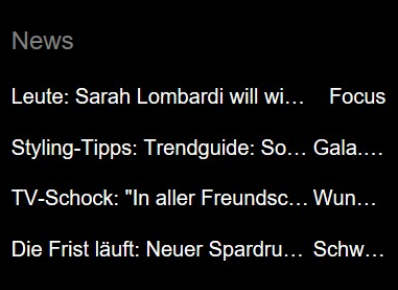 News
Leute: Sarah Lombardi will wi... Focus
Styling-Tipps: Trendguide: So... Gala....
TV-Schock: "In aller Freundsc... Wun...
Die Frist läuft: Neuer Spardru... Schw...